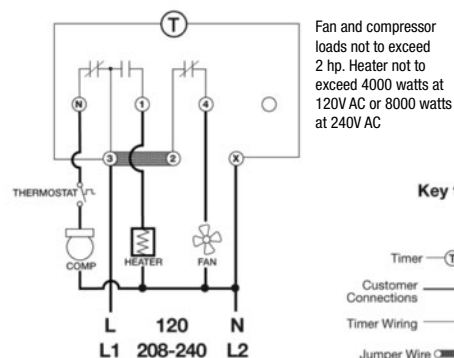 T
Fan and compressor
loads not to exceed
2 hp. Heater not to
exceed 4000 watts at
120V AC or 8000 watts
at 240V AC
N 1 4
3 2 X
THERMOSTAT
COMP HEATER FAN
L 120 N
L1 208-240 L2
Key
Timer T
Customer
Connections
Timer Wiring
Jumper Wire